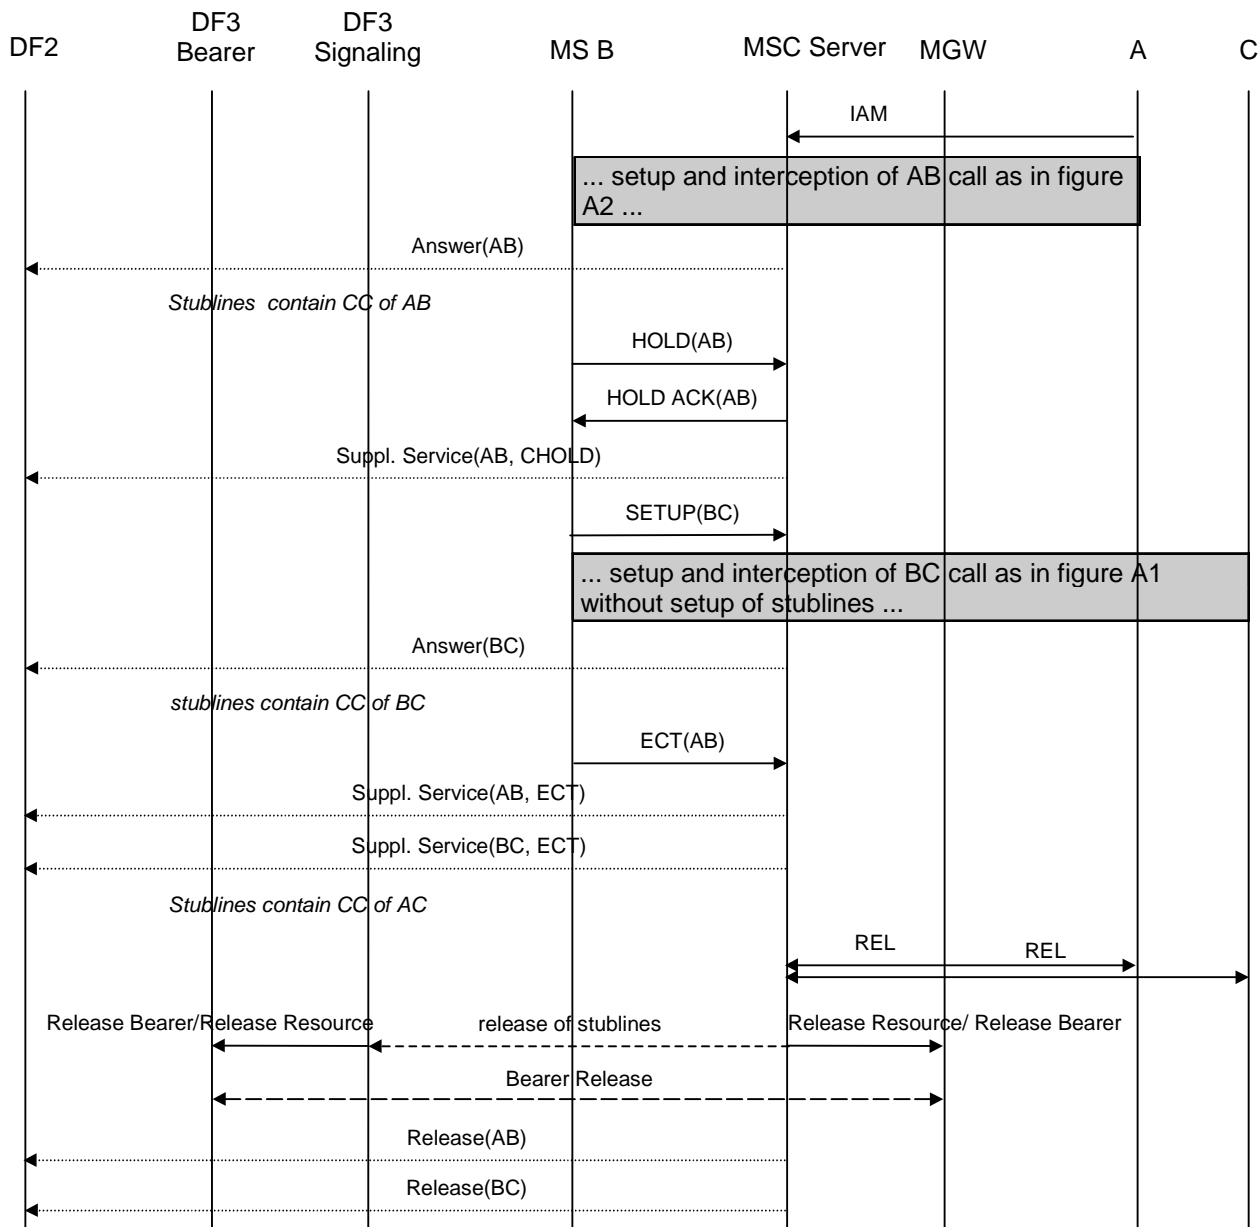 DF2
DF3
Bearer
DF3
Signaling
MS B
MSC Server
MGW
A
C
IAM
... setup and interception of AB call as in figure
A2 ...
Answer(AB)
Stublines contain CC of AB
HOLD(AB)
HOLD ACK(AB)
Suppl. Service(AB, CHOLD)
SETUP(BC)
... setup and interception of BC call as in figure A1
without setup of stublines ...
Answer(BC)
stublines contain CC of BC
ECT(AB)
Suppl. Service(AB, ECT)
Suppl. Service(BC, ECT)
Stublines contain CC of AC
REL
REL
Release Bearer/Release Resource
release of stublines
Release Resource/ Release Bearer
Bearer Release
Release(AB)
Release(BC)